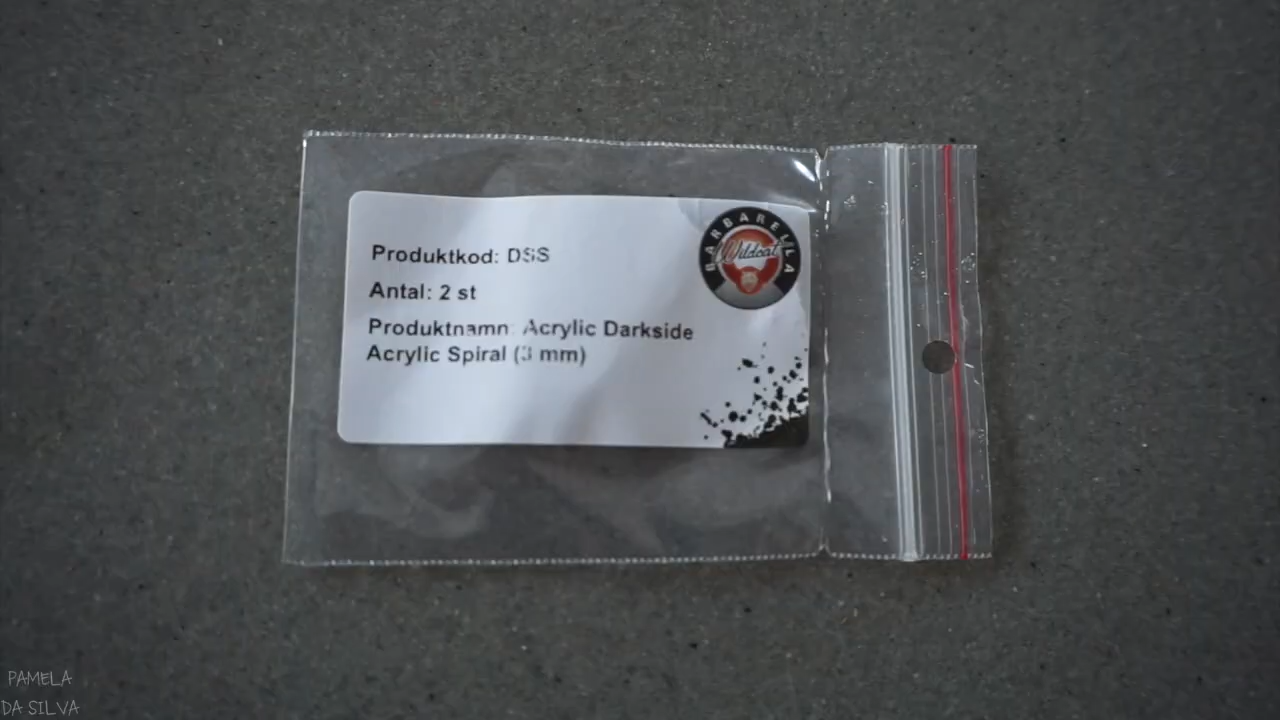 BARBARELLA
Wildcat
Produktkod: DSS
Antal: 2 st
Produktnamn: Acrylic Darkside
Acrylic Spiral (3 mm)
PAMELA
DA SILVA